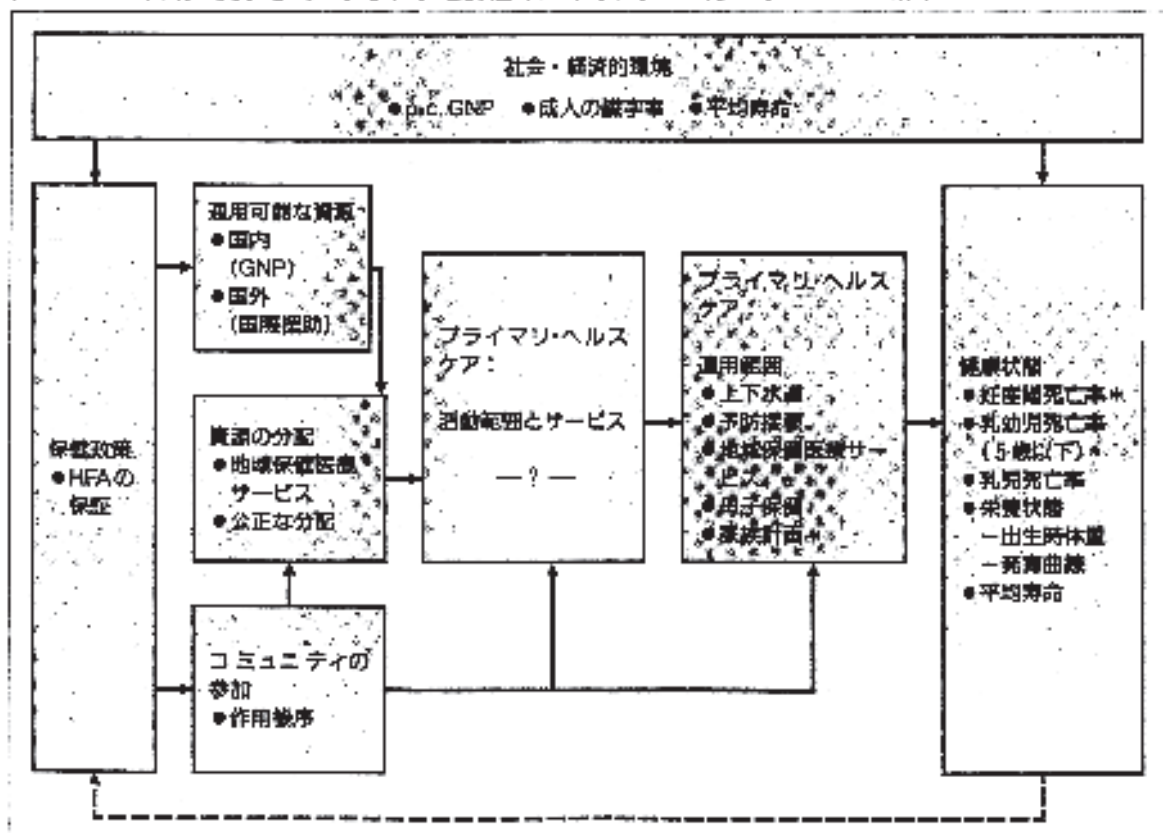 社会・経済的環境
●p.c.GNP ●成人の識字率 ●平均寿命
保健政策
●HFAの
保証
運用可能な資源
●国内
(GNP)
●国外
(国際援助)
資源の分配
●地球保健医療
サービス
●公正な分配
コミュニティの
参加
●作用機序
プライマリ・ヘルス
ケア：
活動範囲とサービス
—？—
プライマリ・ヘルス
ケア：
運用範囲
●上下水道
●予防接種
●地球保健医療サー
ビス
●母子保健
●家族計画＊
健康状態
●妊産婦死亡率＊
●乳幼児死亡率
(5歳以下)＊
●乳児死亡率
●栄養状態
－出生時体重
－発育曲線
●平均寿命